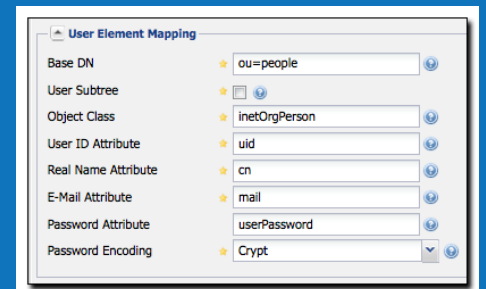 User Element Mapping
Base DN ou=people
User Subtree
Object Class inetOrgPerson
User ID Attribute uid
Real Name Attribute cn
E-Mail Attribute mail
Password Attribute userPassword
Password Encoding Crypt